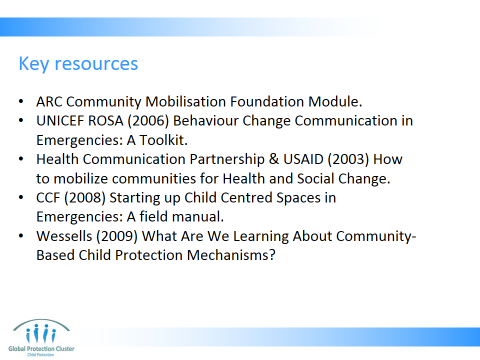 Key resources
• ARC Community Mobilisation Foundation Module.
• UNICEF ROSA (2006) Behaviour Change Communication in
Emergencies: A Toolkit.
• Health Communication Partnership & USAID (2003) How
to mobilize communities for Health and Social Change.
• CCF (2008) Starting up Child Centred Spaces in
Emergencies: A field manual.
• Wessells (2009) What Are We Learning About Community-
Based Child Protection Mechanisms?
Global Protection Cluster
Child Protection